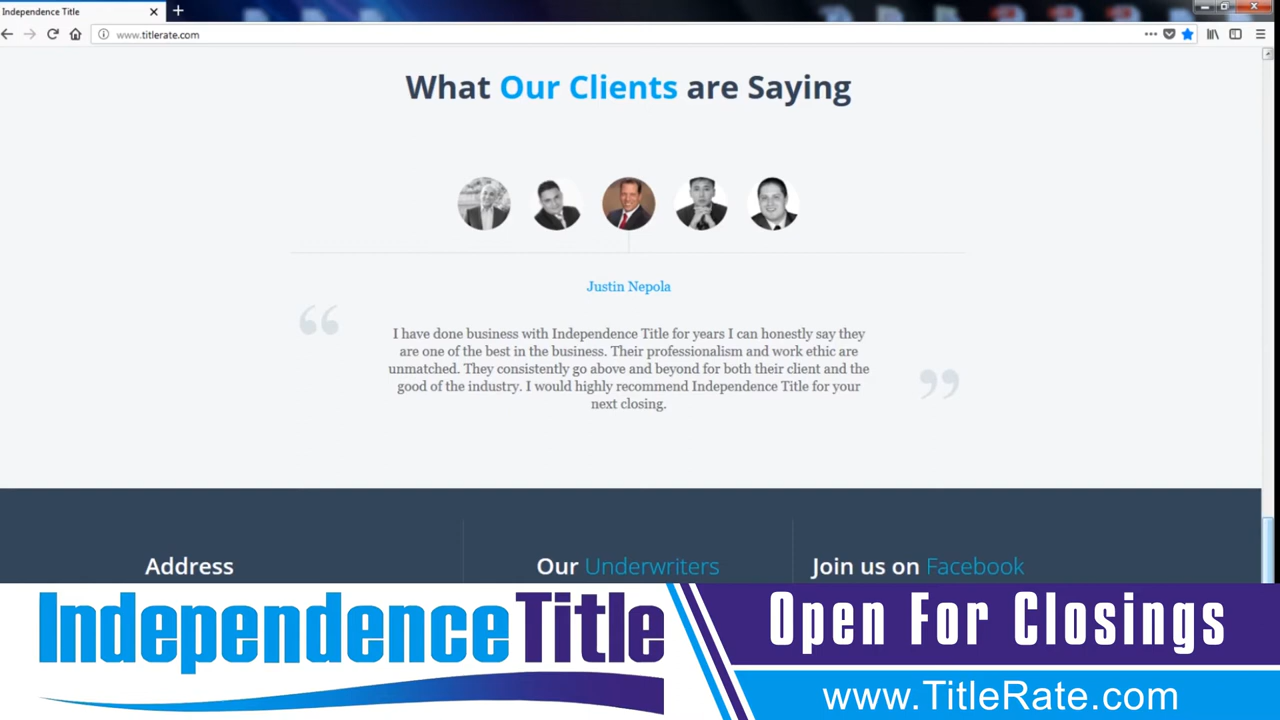 Independence Title
www.titlerate.com
What Our Clients are Saying
Justin Nepola
I have done business with Independence Title for years I can honestly say they
are one of the best in the business. Their professionalism and work ethic are
unmatched. They consistently go above and beyond for both their client and the
good of the industry. I would highly recommend Independence Title for your
next closing.
Address
Our Underwriters
Join us on Facebook
IndependenceTitle
Open For Closings
www.TitleRate.com